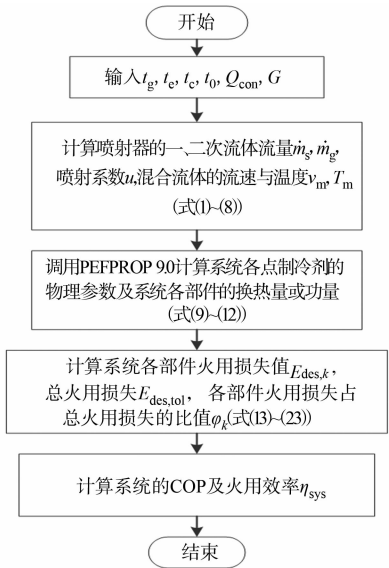 开始
输入tg, te, tc, t0, Qcon, G
计算喷射器的一、二次流体流量ṁs,ṁg,
喷射系数u,混合流体的流速与温度vm,Tm
(式(1)~(8))
调用PEFPROP 9.0计算系统各点制冷剂的
物理参数及系统各部件的换热量或功量
(式(9)~(12))
计算系统各部件火用损失值Edes,k,
总火用损失Edes,tol, 各部件火用损失占
总火用损失的比值φk(式(13)~(23))
计算系统的COP及火用效率ηsys
结束